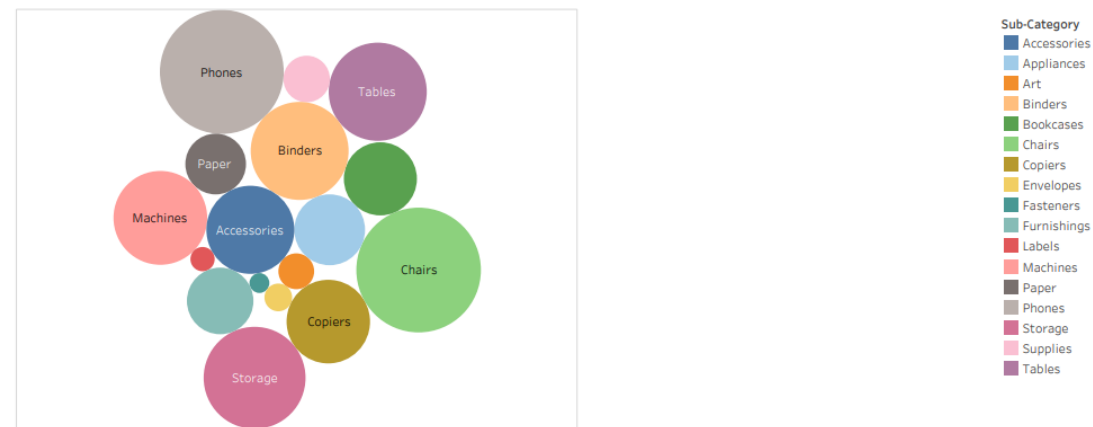 Phones
Tables
Binders
Paper
Machines
Accessories
Chairs
Copiers
Storage
Sub-Category
Accessories
Appliances
Art
Binders
Bookcases
Chairs
Copiers
Envelopes
Fasteners
Furnishings
Labels
Machines
Paper
Phones
Storage
Supplies
Tables